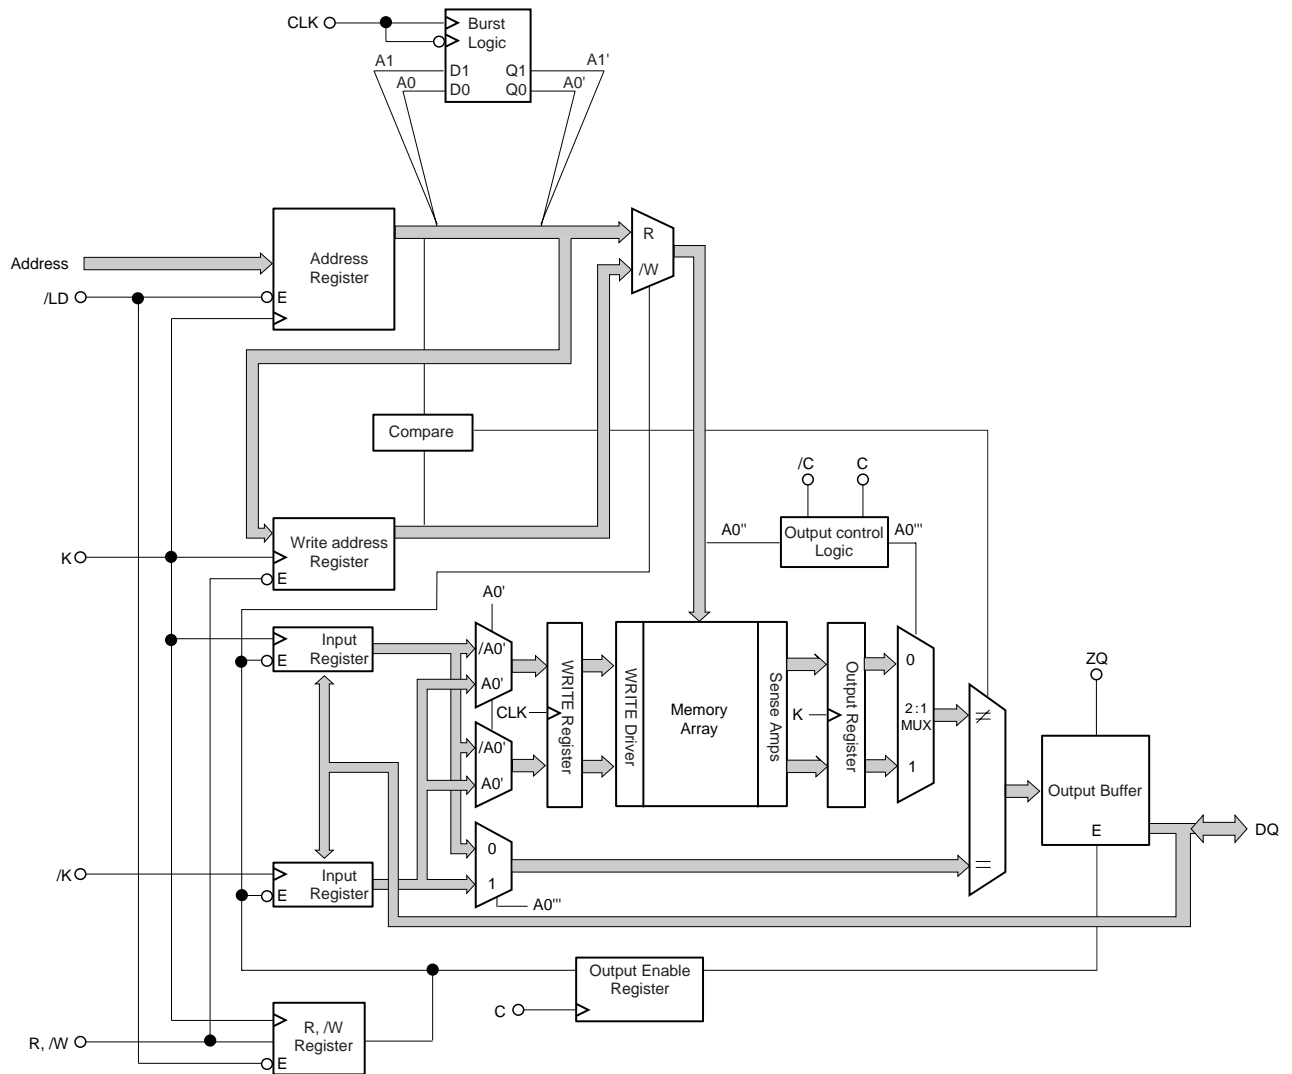 CLK
Burst
Logic
A1
D1
Q1
A1'
A0
D0
Q0
A0'
Address
Address
Register
R
/W
/LD
E
Compare
/C
C
Write address
Register
K
E
A0''
Output control
Logic
A0'''
A0'
Input
Register
E
/A0'
A0'
CLK
/A0'
A0'
WRITE Register
WRITE Driver
Memory
Array
Sense Amps
K
Output Register
0
2:1
MUX
1
≠
=
ZQ
Output Buffer
E
DQ
/K
Input
Register
E
0
1
A0'''
Output Enable
Register
C
R, /W
R, /W
Register
E